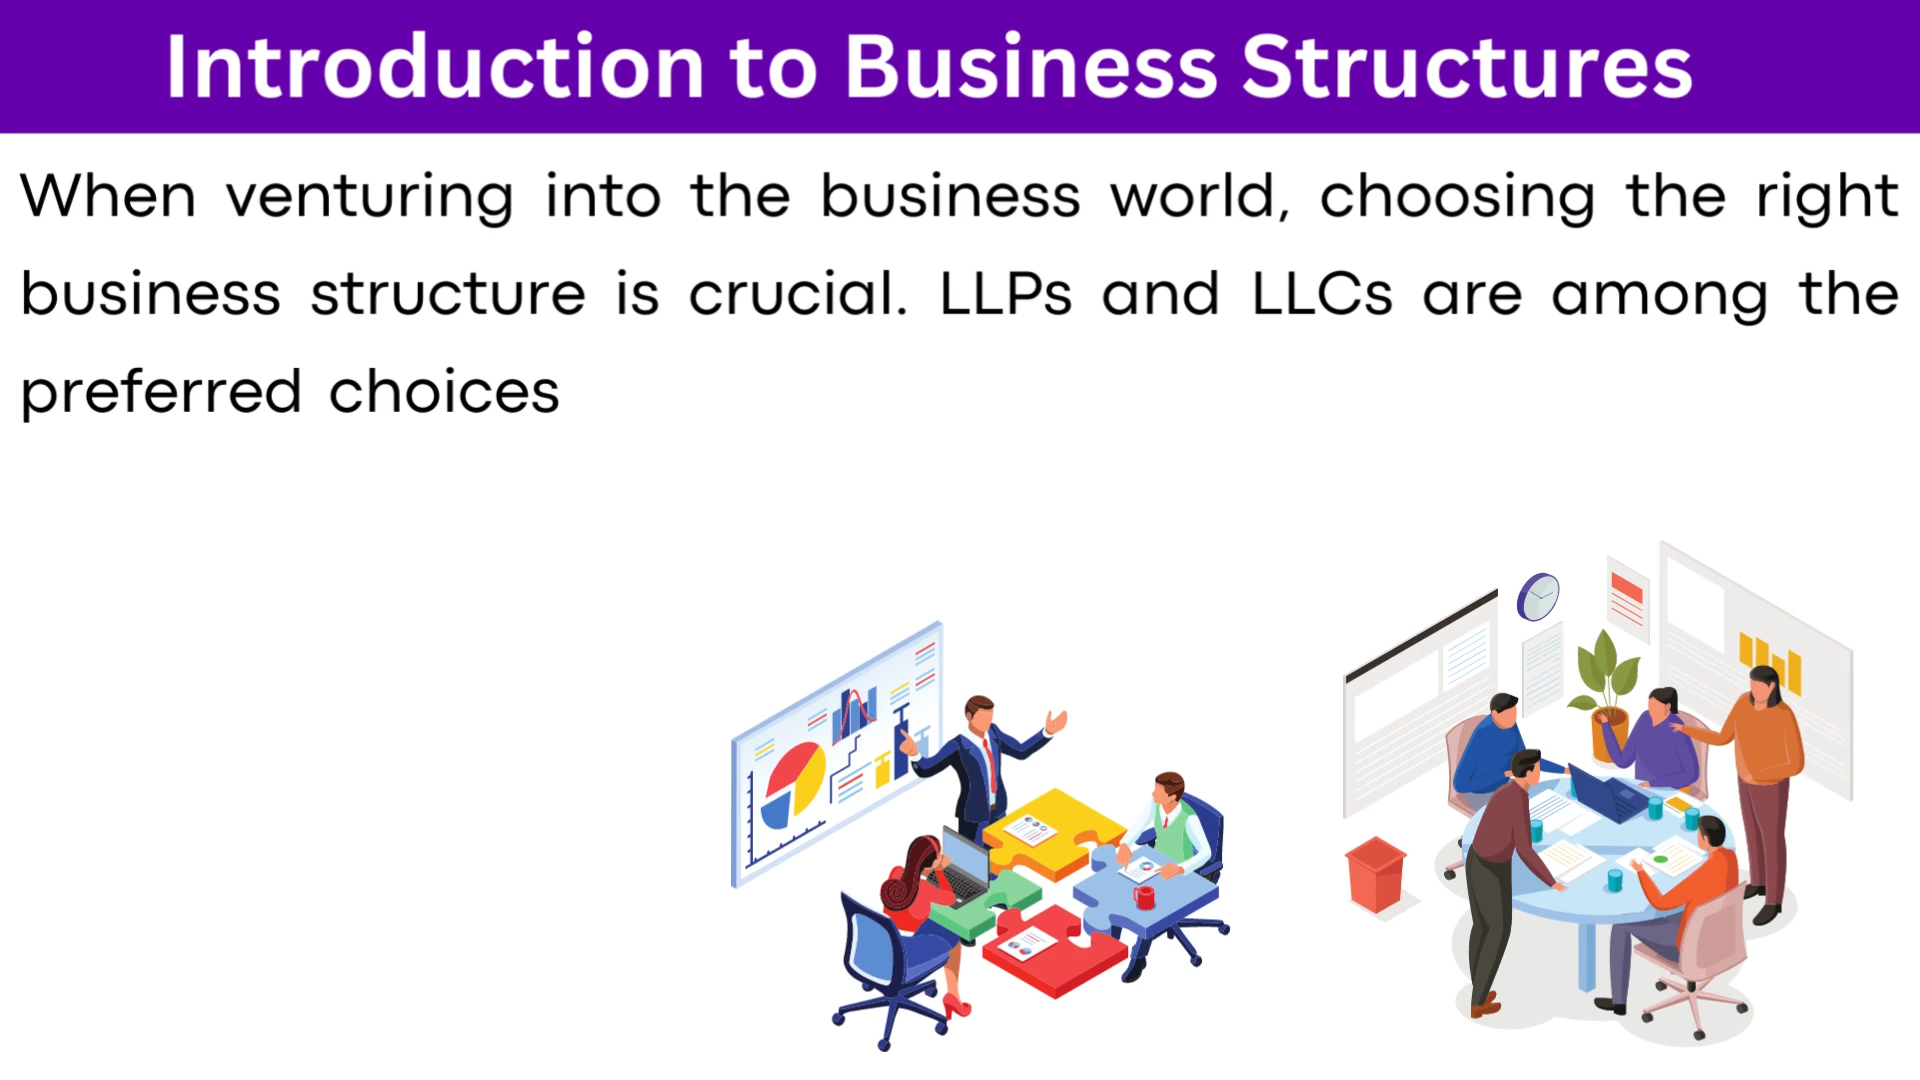 Introduction to Business Structures
When venturing into the business world, choosing the right
business structure is crucial. LLPs and LLCs are among the
preferred choices